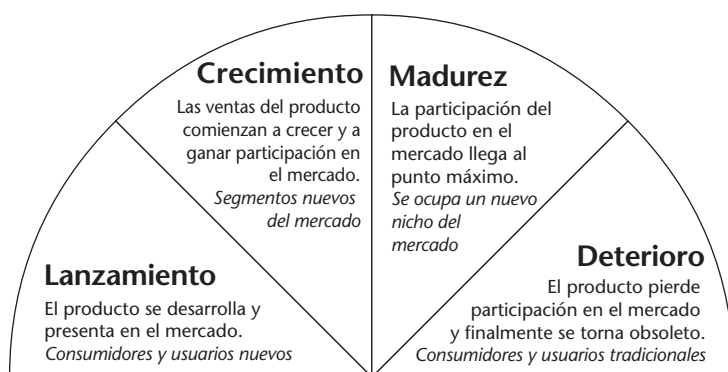 Crecimiento
Las ventas del producto
comienzan a crecer y a
ganar participación en
el mercado.
Segmentos nuevos
del mercado
Madurez
La participación del
producto en el
mercado llega al
punto máximo.
Se ocupa un nuevo
nicho del
mercado
Lanzamiento
El producto se desarrolla y
presenta en el mercado.
Consumidores y usuarios nuevos
Deterioro
El producto pierde
participación en el mercado
y finalmente se torna obsoleto.
Consumidores y usuarios tradicionales